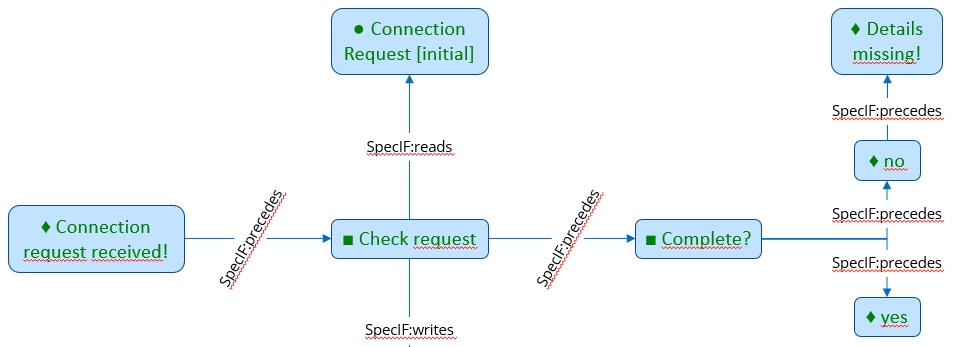 ● Connection
Request [initial]
♦ Details
missing!
SpecIF:precedes
SpecIF:reads
♦ no
SpecIF:precedes
SpecIF:precedes
SpecIF:precedes
♦ Connection
request received!
■ Check request
■ Complete?
SpecIF:precedes
♦ yes
SpecIF:writes